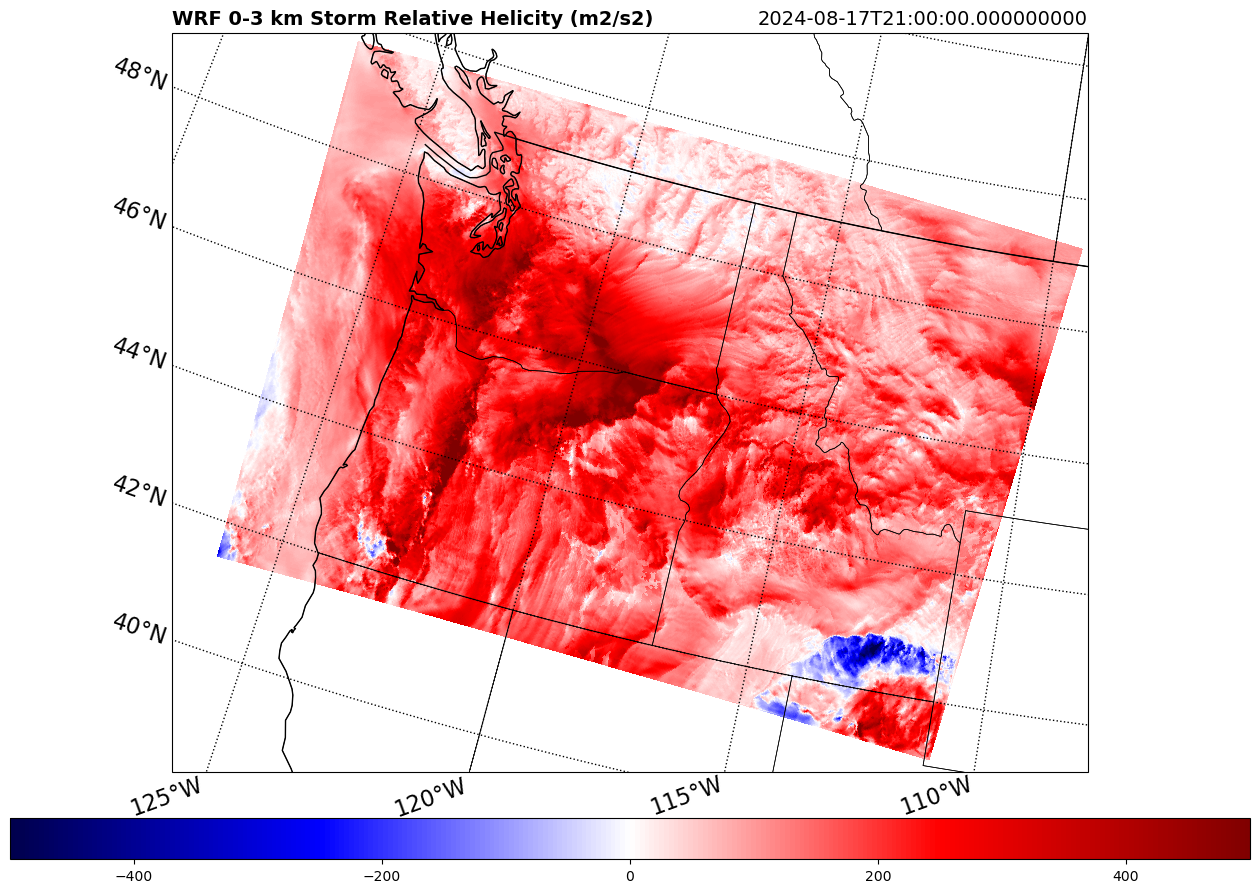 WRF 0-3 km Storm Relative Helicity (m2/s2) 2024-08-17T21:00:00.000000000
48°N
46°N
44°N
42°N
40°N
125°W 120°W 115°W 110°W
−400 −200 0 200 400